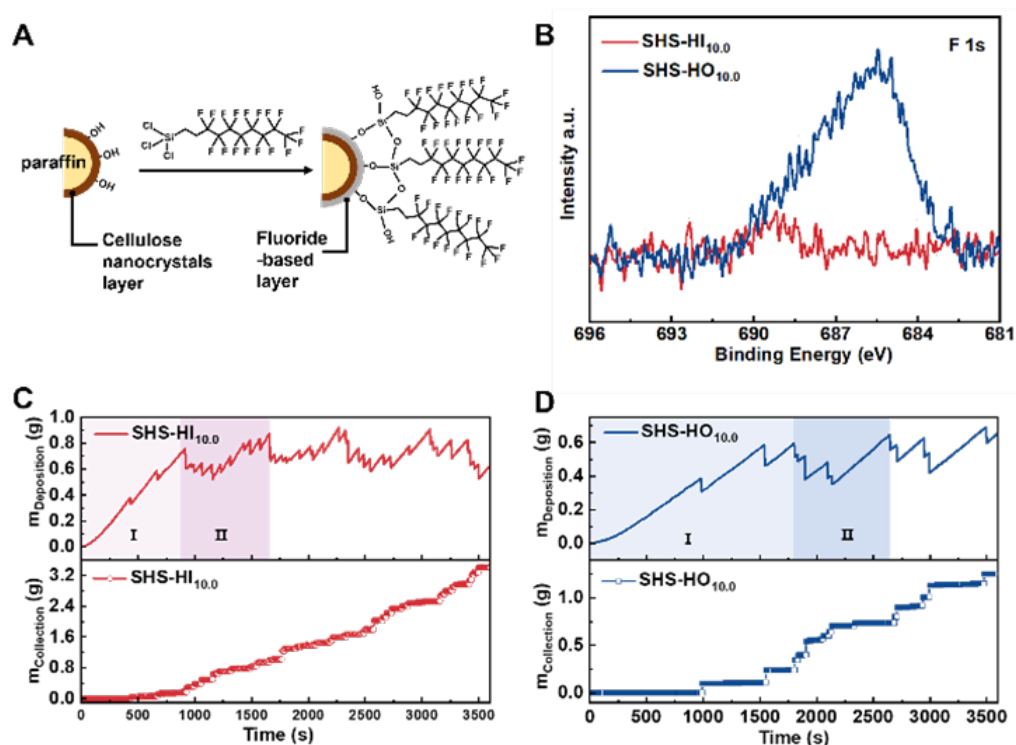 A
OH
OH
OH
paraffin
Cl
Cl
Cl
Si
F F F F F F
F
F
F F F F F F
HO
Si
O
O
Si
O
O
Si
O
OH
Cellulose
nanocrystals
layer
Fluoride
-based
layer
B
SHS-HI10.0
SHS-HO10.0
F 1s
Intensity a.u.
696 693 690 687 684 681
Binding Energy (eV)
C
mDeposition (g)
1.0
0.8
0.6
0.4
0.2
0.0
SHS-HI10.0
I
II
mCollection (g)
3.2
2.4
1.6
0.8
0.0
SHS-HI10.0
0 500 1000 1500 2000 2500 3000 3500
Time (s)
D
mDeposition (g)
0.6
0.4
0.2
0.0
SHS-HO10.0
I
II
mCollection (g)
1.0
0.5
0.0
SHS-HO10.0
0 500 1000 1500 2000 2500 3000 3500
Time (s)